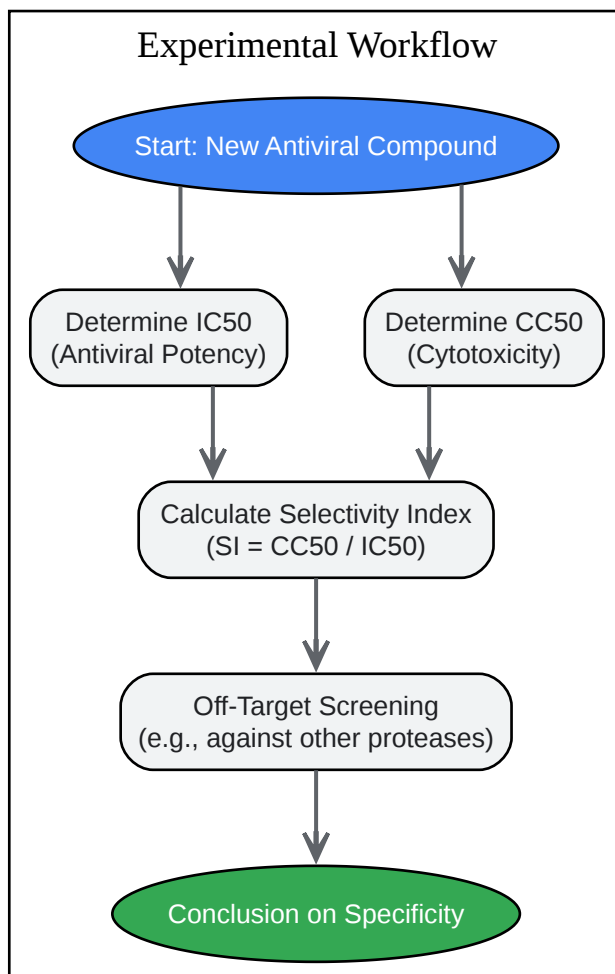 Experimental Workflow
Start: New Antiviral Compound
Determine IC50
(Antiviral Potency)
Determine CC50
(Cytotoxicity)
Calculate Selectivity Index
(SI = CC50 / IC50)
Off-Target Screening
(e.g., against other proteases)
Conclusion on Specificity